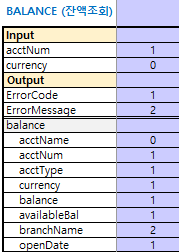 BALANCE (잔액조회)
Input
acctNum 1
currency 0
Output
ErrorCode 1
ErrorMessage 2
balance
acctName 0
acctNum 1
acctType 1
currency 1
balance 1
availableBal 1
branchName 2
openDate 1